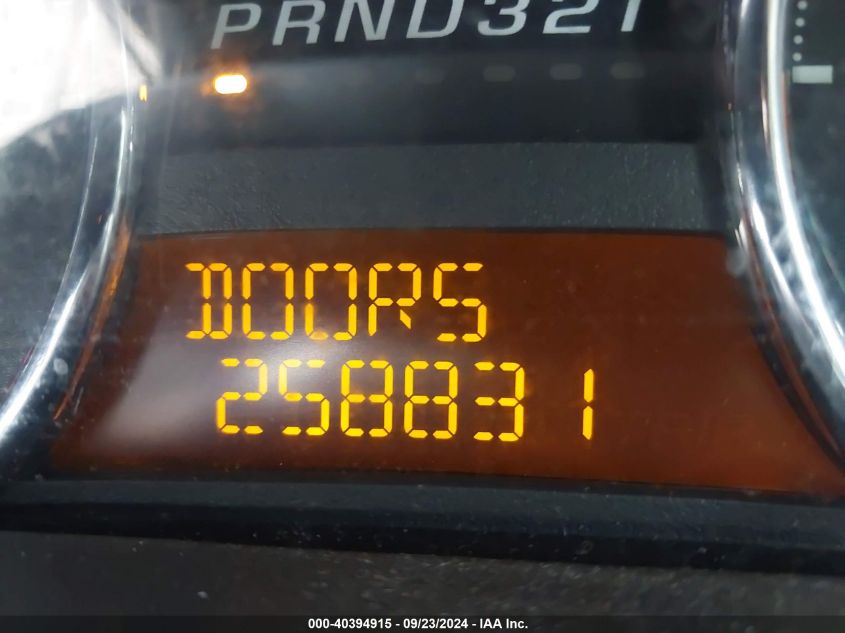 PRND321
DOORS
258831
000-40394915 - 09/23/2024 - IAA Inc.